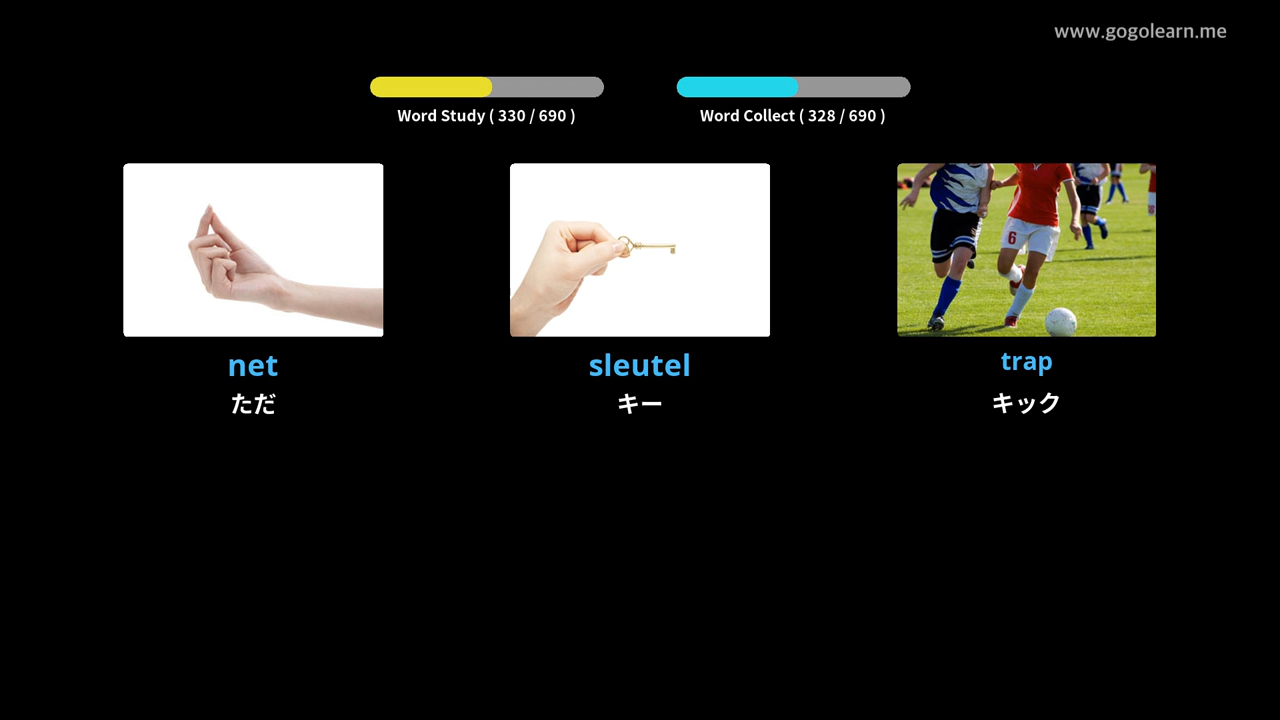 www.gogolearn.me
Word Study ( 330 / 690 )
Word Collect ( 328 / 690 )
6
net
ただ
sleutel
キー
trap
キック